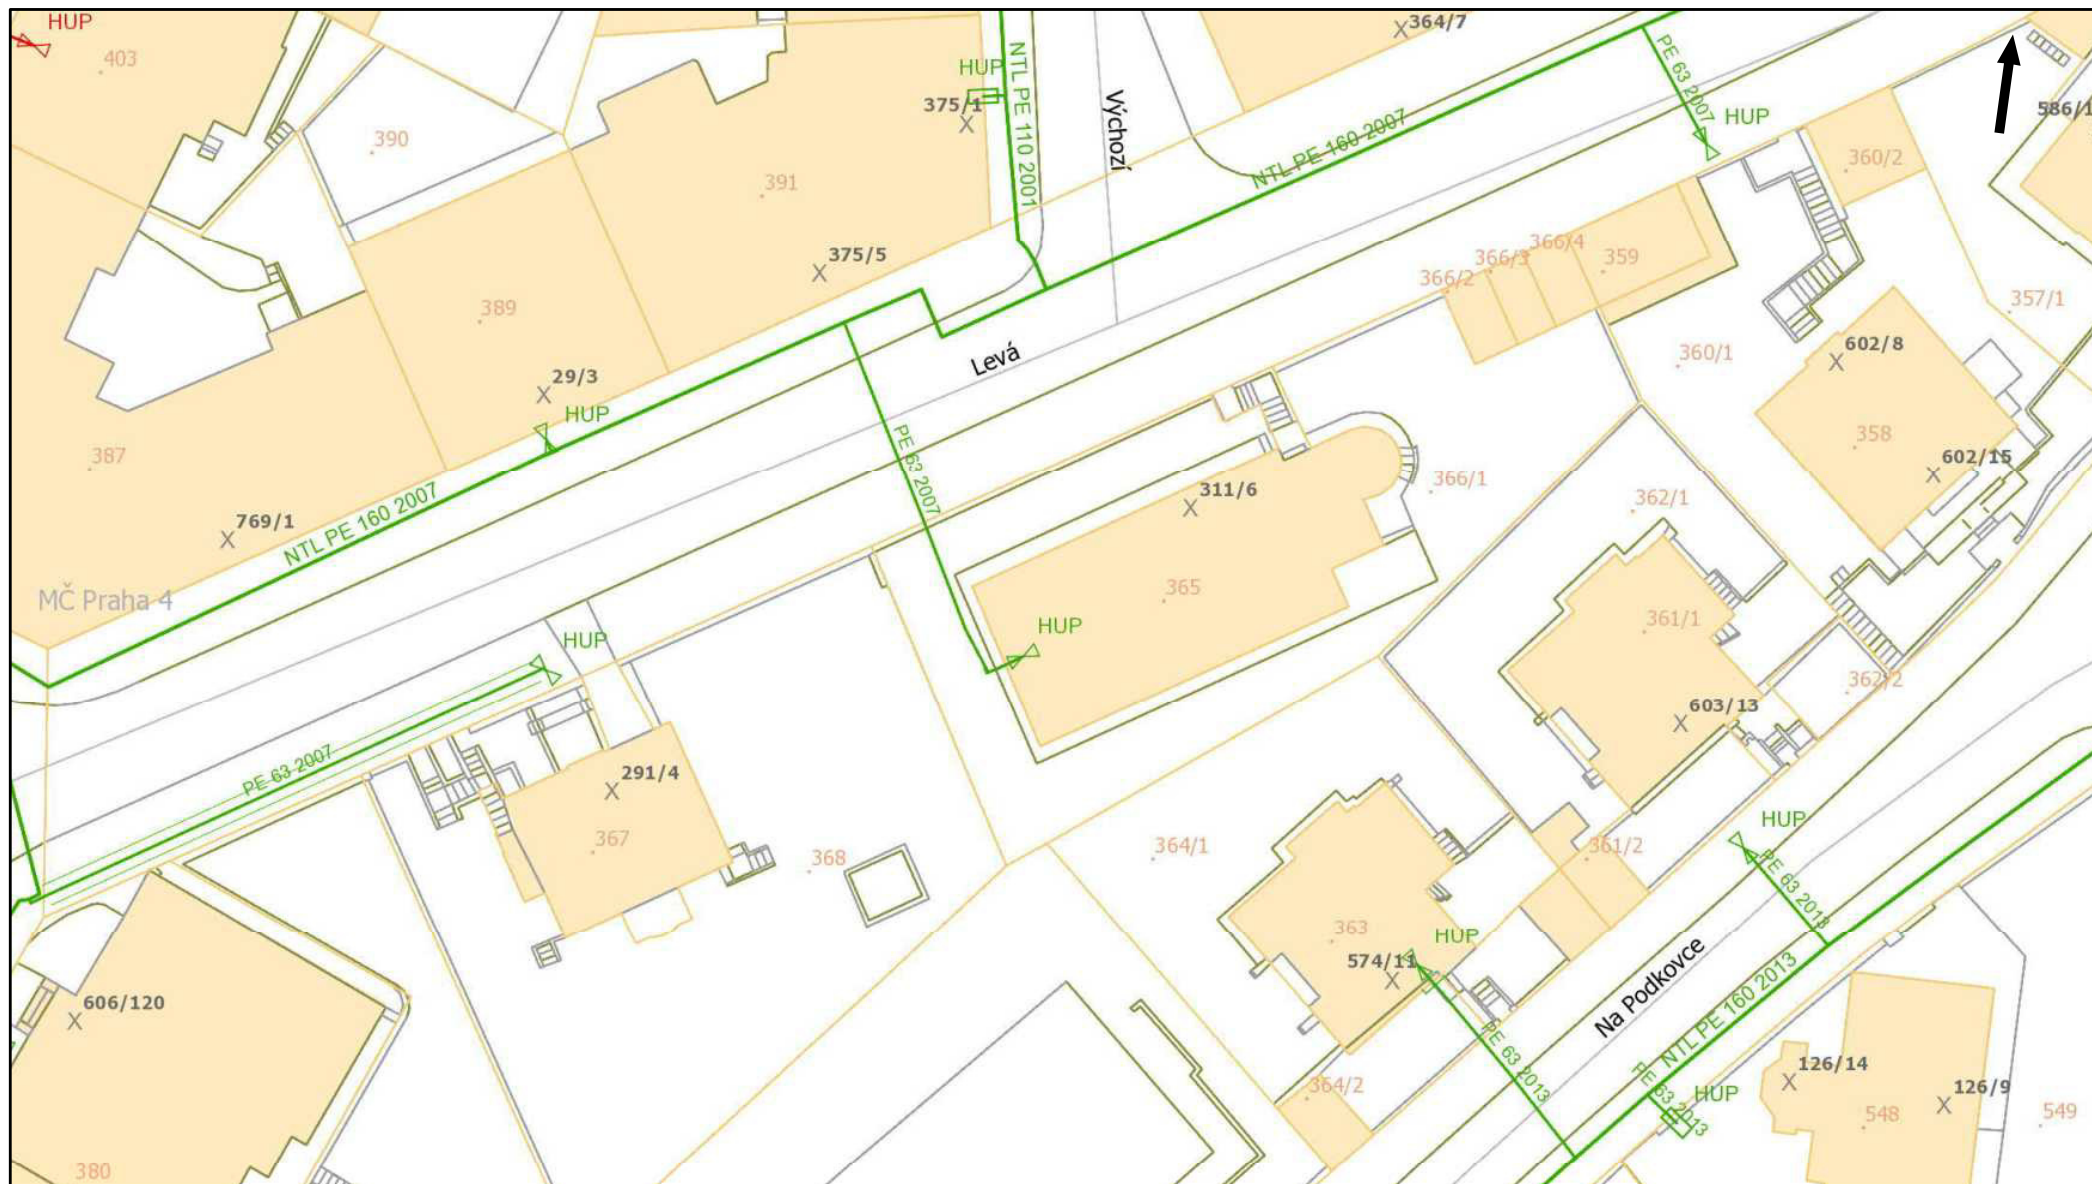 HUP
364/7
403
HUP
375/1
NTL PE 110 2001
Výchozí
PE 63 2007
HUP
586/1
390
391
NTL PE 160 2007
360/2
375/5
366/4
366/3
359
366/2
389
357/1
Levá
360/1
602/8
29/3
HUP
387
PE 63 2007
358
602/15
311/6
366/1
362/1
769/1
NTL PE 160 2007
MČ Praha 4
365
361/1
HUP
HUP
362/2
603/13
PE 63 2007
291/4
367
368
364/1
HUP
361/2
PE 63 2013
363
HUP
574/11
Na Podkovce
NTL PE 160 2013
606/120
PE 63 2013
364/2
PE 63 2013
HUP
126/14
126/9
548
549
380